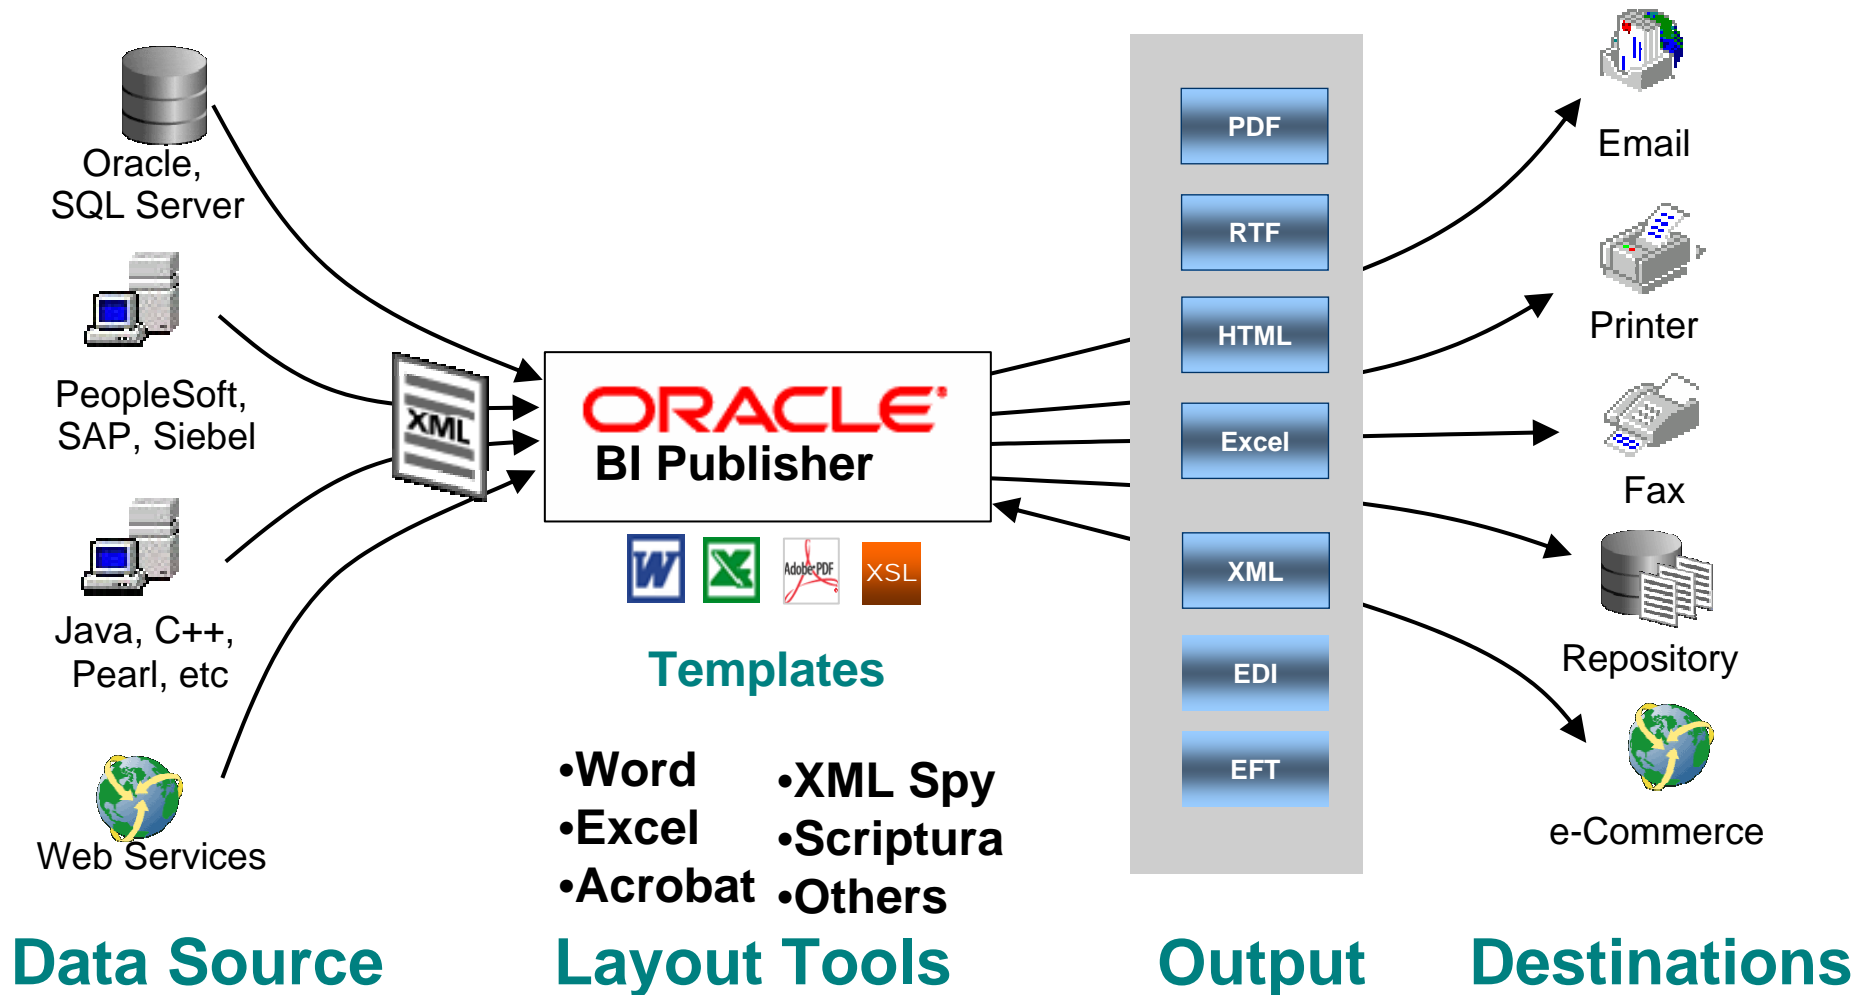 Oracle,
SQL Server
PeopleSoft,
SAP, Siebel
Java, C++,
Pearl, etc
Web Services
Data Source
XML
ORACLE
BI Publisher
W
X
Adobe PDF
XSL
Templates
•Word
•Excel
•Acrobat
•XML Spy
•Scriptura
•Others
Layout Tools
PDF
RTF
HTML
Excel
XML
EDI
EFT
Output
Email
Printer
Fax
Repository
e-Commerce
Destinations